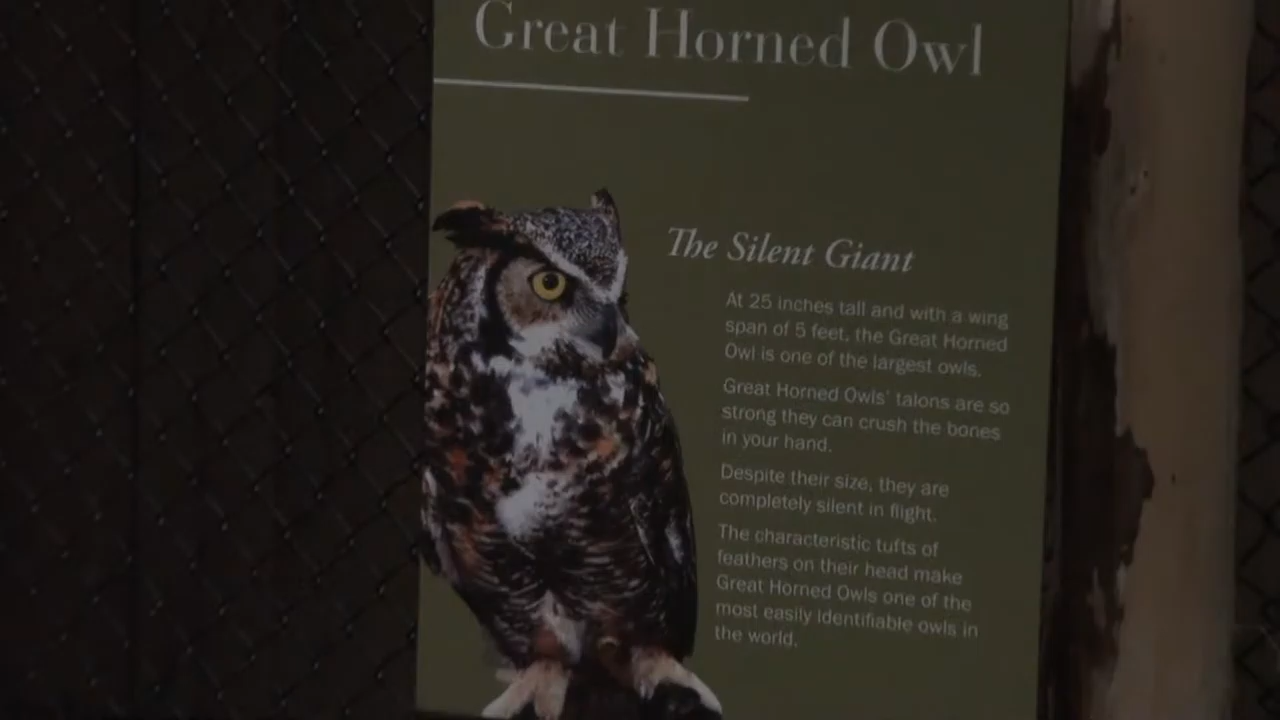 Great Horned Owl
The Silent Giant
At 25 inches tall and with a wing
span of 5 feet, the Great Horned
Owl is one of the largest owls.
Great Horned Owls' talons are so
strong they can crush the bones
in your hand.
Despite their size, they are
completely silent in flight.
The characteristic tufts of
feathers on their head make
Great Horned Owls one of the
most easily identifiable owls in
the world.